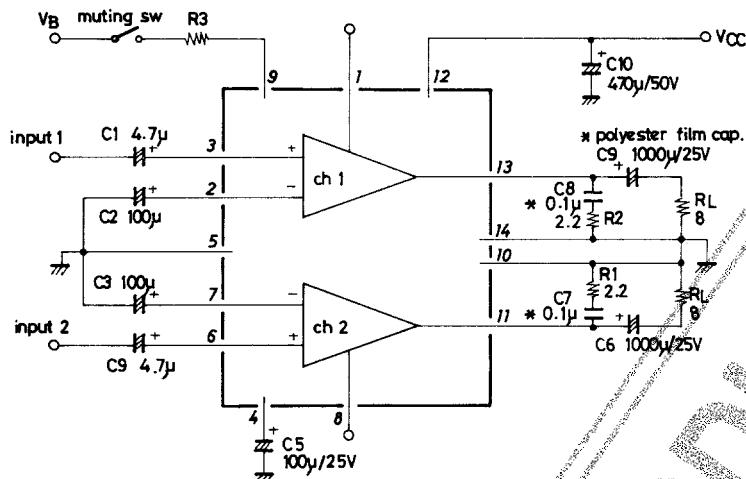 VB muting sw R3
VCC
C10
470μ/50V
9 1 12
input 1 C1 4.7μ
3 + ch 1 13
2 −
C2 100μ
* polyester film cap.
C9 1000μ/25V
C8
* 0.1μ
2.2 R2
RL
8
5 14
10
C3 100μ
7 −
ch 2
input 2 6 +
C9 4.7μ
R1
2.2
C7
* 0.1μ
RL
8
11
C6 1000μ/25V
4 8
C5
100μ/25V